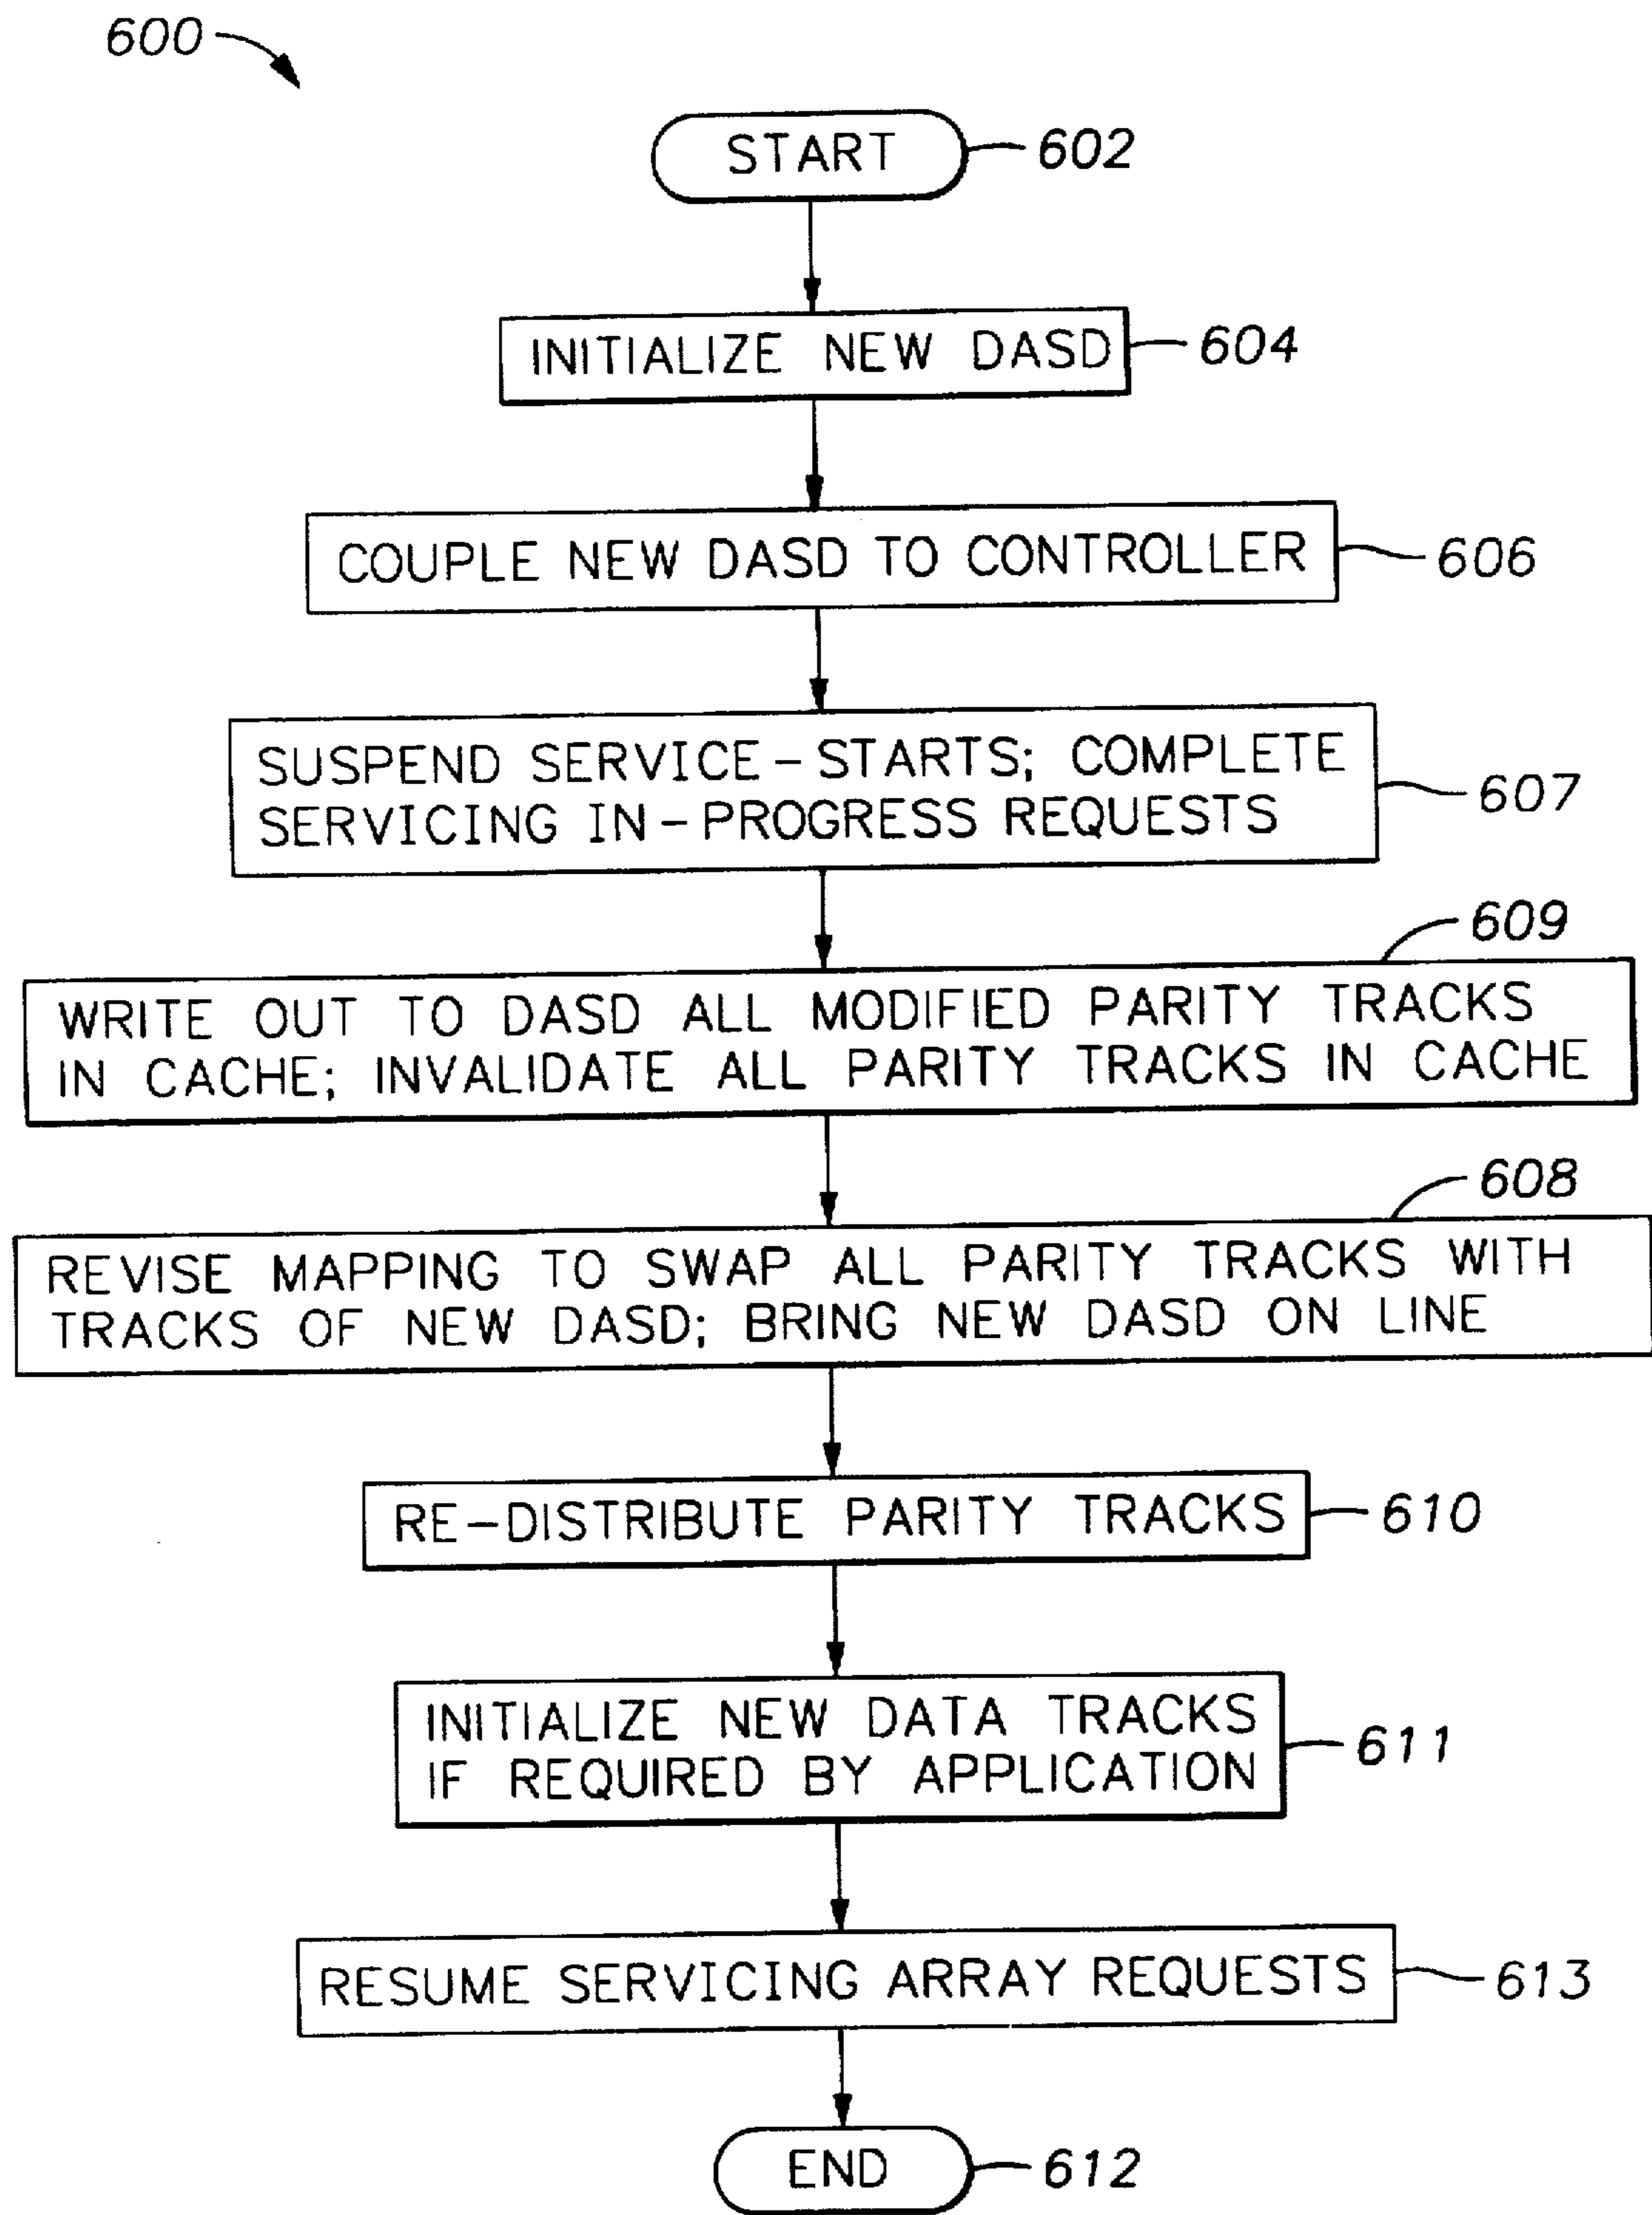 600
START
602
INITIALIZE NEW DASD
604
COUPLE NEW DASD TO CONTROLLER
606
SUSPEND SERVICE-STARTS; COMPLETE
SERVICING IN-PROGRESS REQUESTS
607
609
WRITE OUT TO DASD ALL MODIFIED PARITY TRACKS
IN CACHE; INVALIDATE ALL PARITY TRACKS IN CACHE
608
REVISE MAPPING TO SWAP ALL PARITY TRACKS WITH
TRACKS OF NEW DASD; BRING NEW DASD ON LINE
RE-DISTRIBUTE PARITY TRACKS
610
INITIALIZE NEW DATA TRACKS
IF REQUIRED BY APPLICATION
611
RESUME SERVICING ARRAY REQUESTS
613
END
612